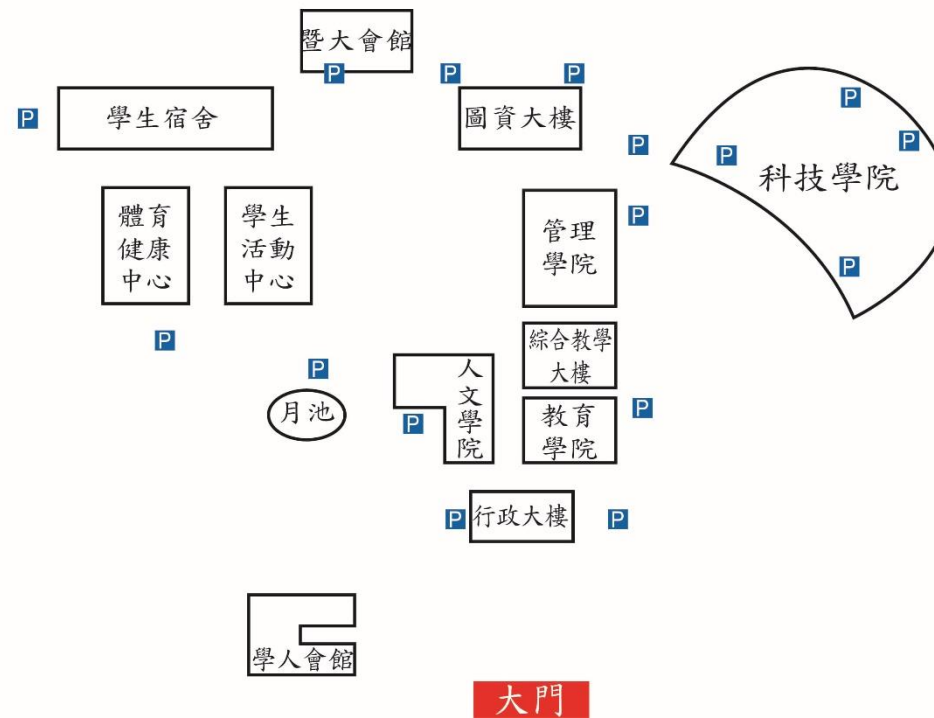 暨大會館
P
P
P
P
學生宿舍
圖資大樓
P
P
P
P
科技學院
體育
健康
中心
學生
活動
中心
管理
學院
P
P
P
綜合教學
大樓
P
人文學院
月池
P
教育
學院
P
P
行政大樓
P
學人會館
大門